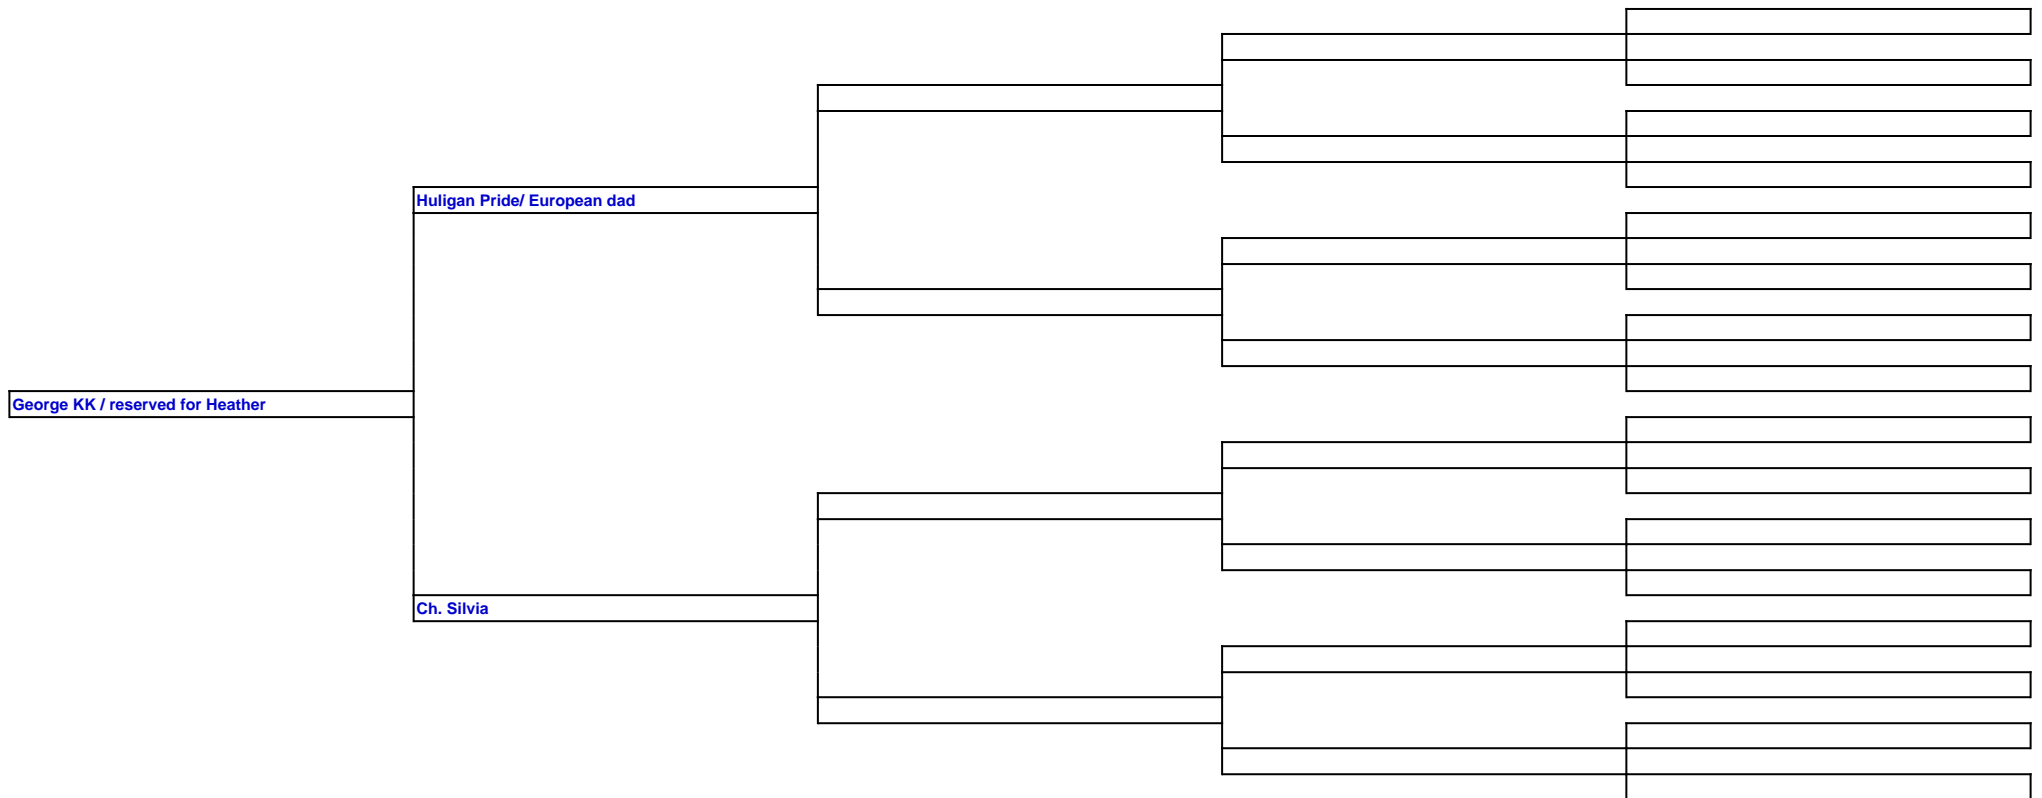 Huligan Pride/ European dad
George KK / reserved for Heather
Ch. Silvia